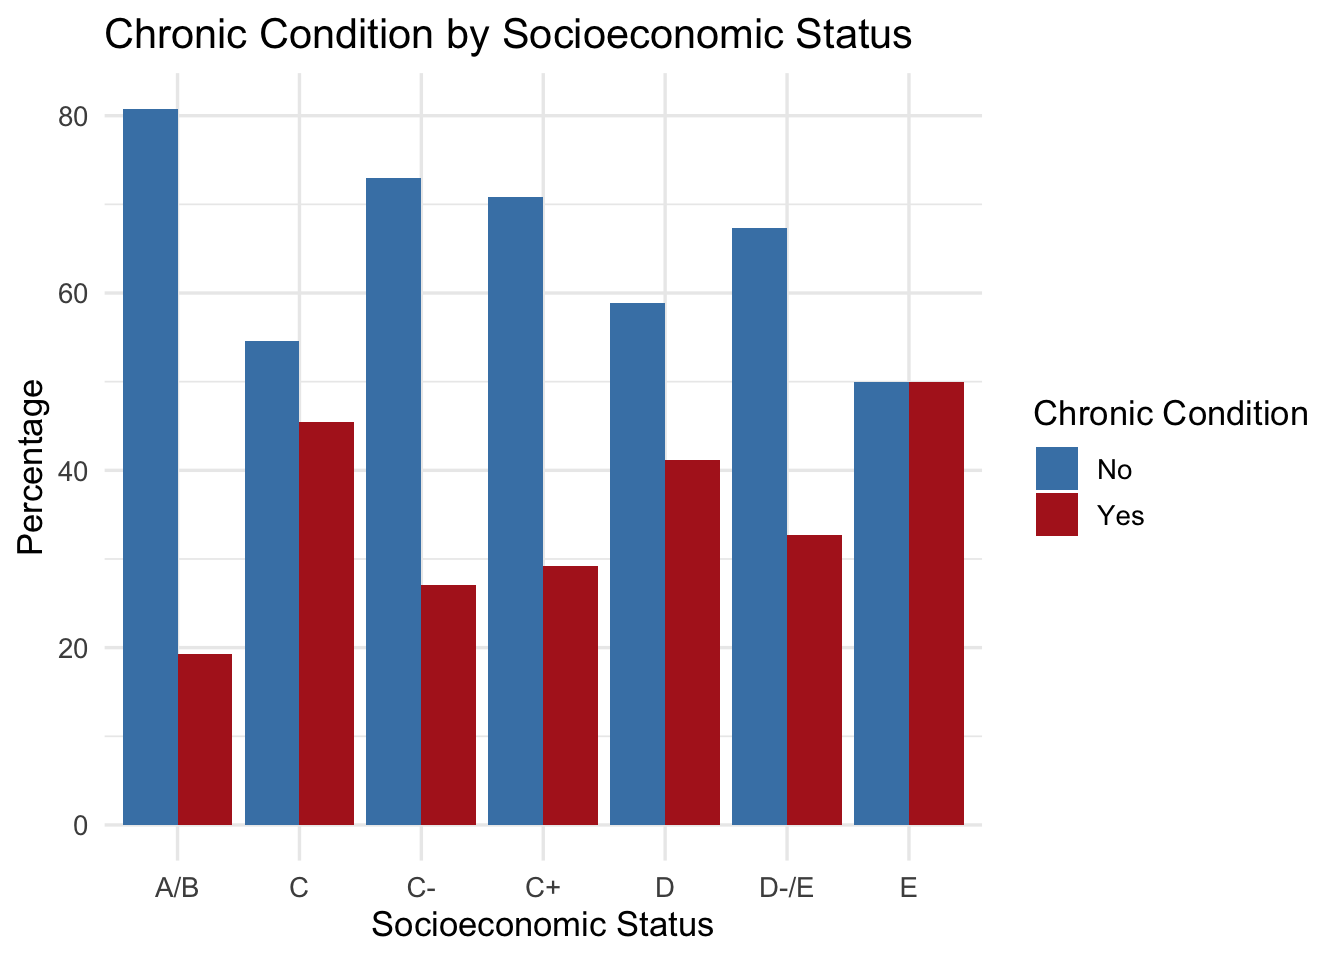 Chronic Condition by Socioeconomic Status
Percentage
80
60
40
20
0
A/B C C- C+ D D-/E E
Socioeconomic Status
Chronic Condition
No
Yes